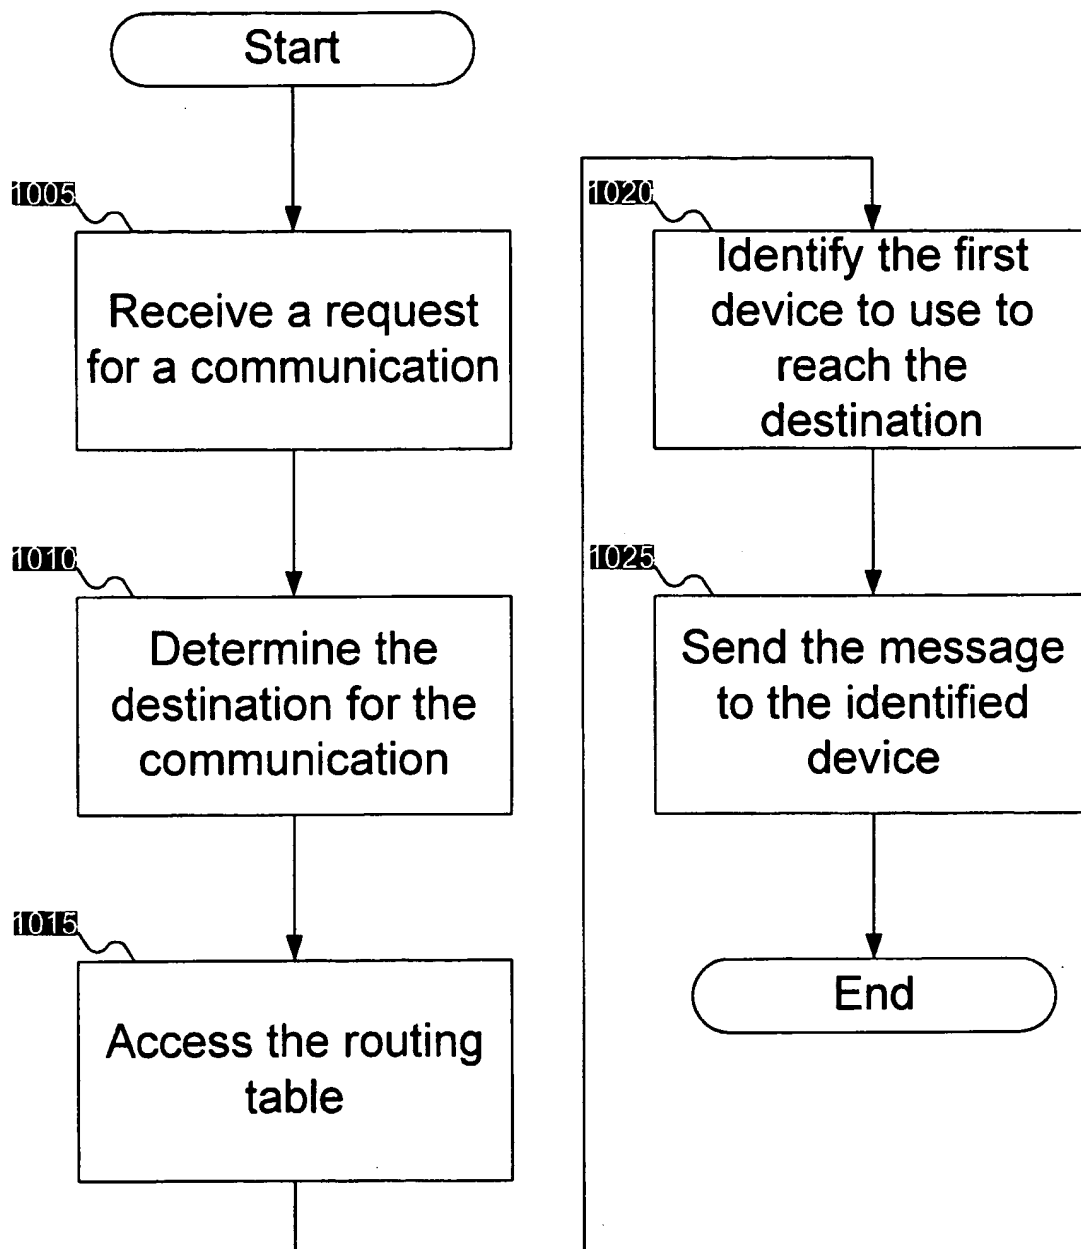 Start
1005
Receive a request
for a communication
1010
Determine the
destination for the
communication
1015
Access the routing
table
1020
Identify the first
device to use to
reach the
destination
1025
Send the message
to the identified
device
End